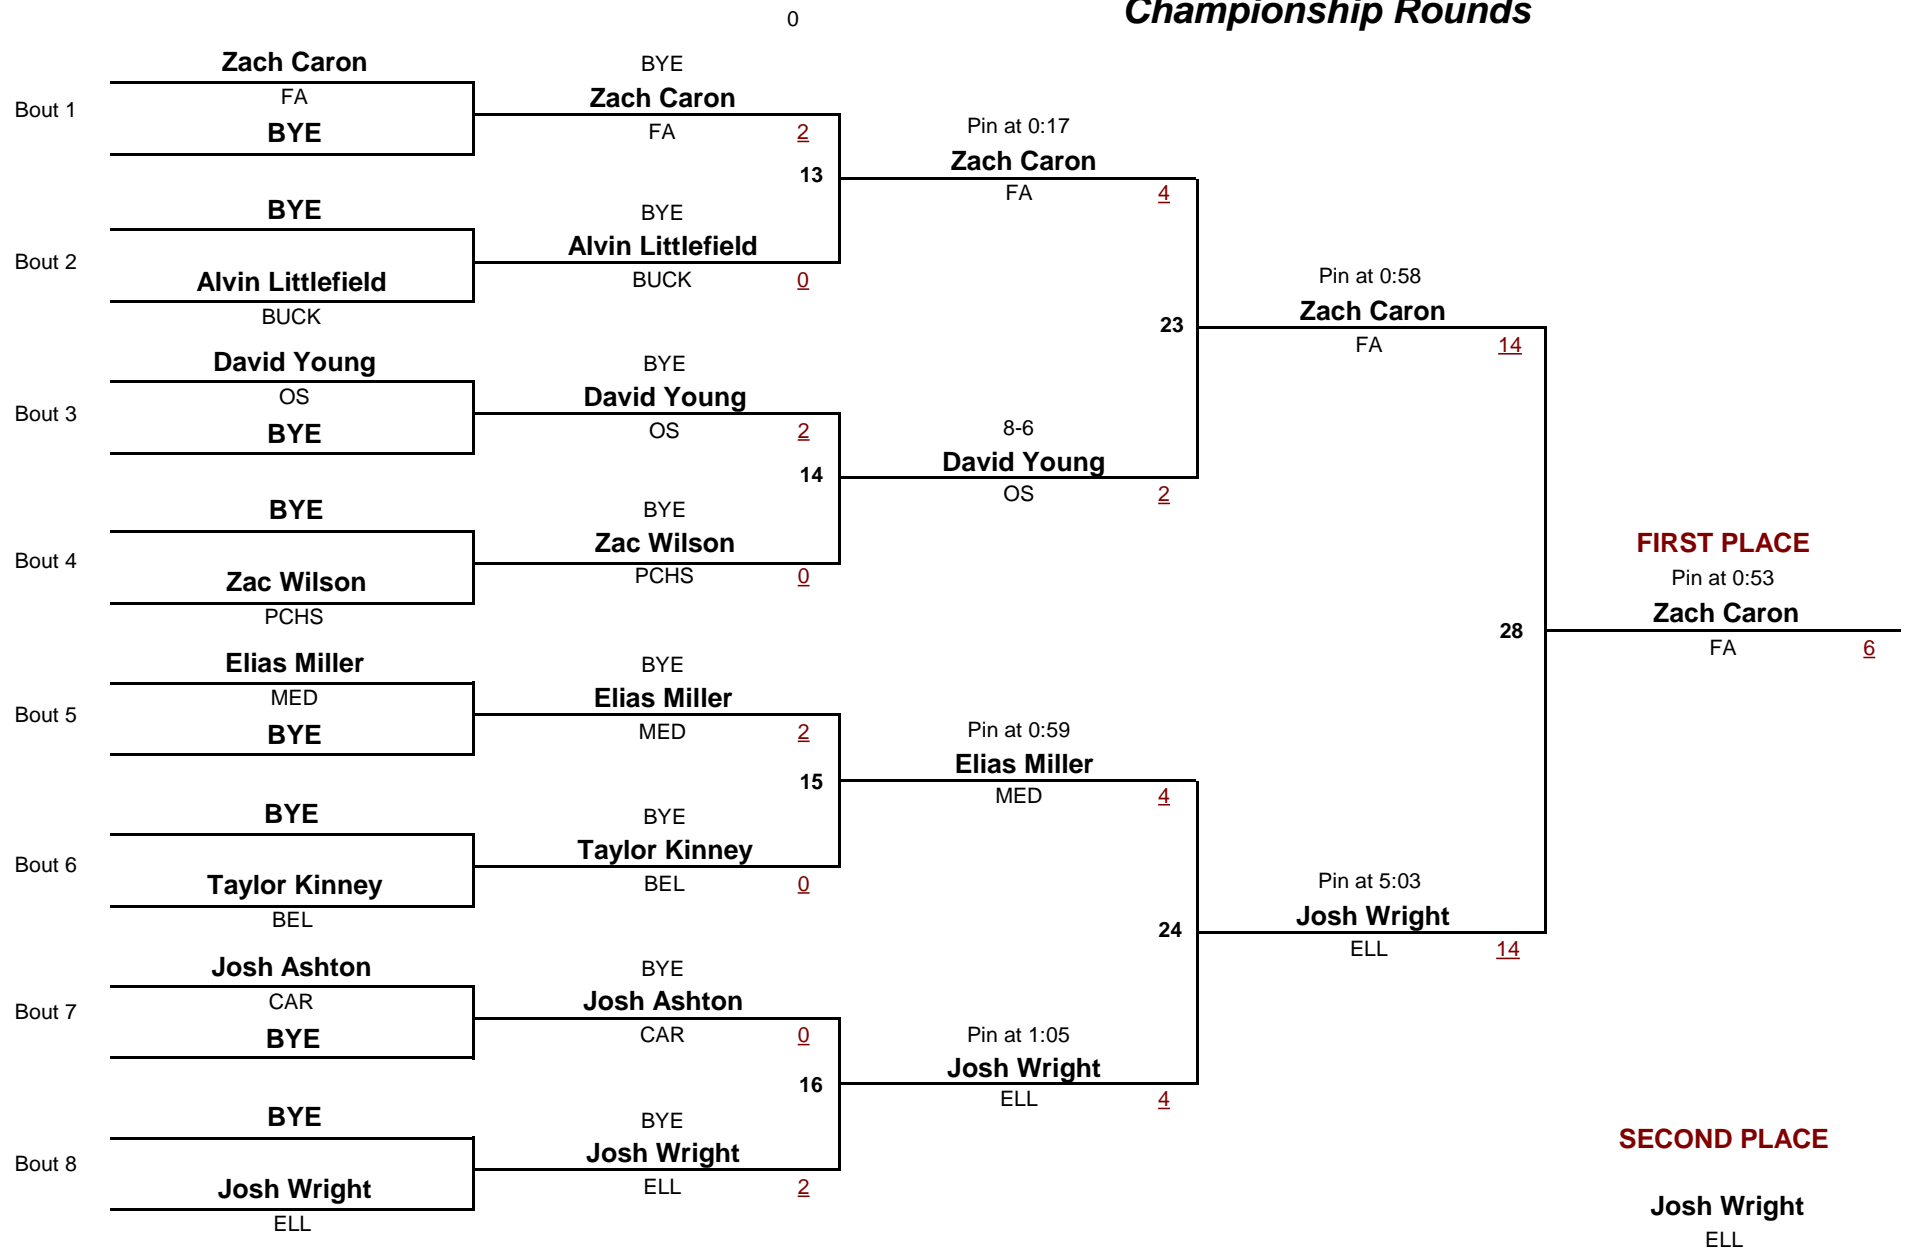 0
Championship Rounds
Bout 1
Zach Caron
FA
BYE
Bout 2
BYE
Alvin Littlefield
BUCK
Bout 3
David Young
OS
BYE
Bout 4
BYE
Zac Wilson
PCHS
Bout 5
Elias Miller
MED
BYE
Bout 6
BYE
Taylor Kinney
BEL
Bout 7
Josh Ashton
CAR
BYE
Bout 8
BYE
Josh Wright
ELL
BYE
Zach Caron
FA 2
13
BYE
Alvin Littlefield
BUCK 0
BYE
David Young
OS 2
14
BYE
Zac Wilson
PCHS 0
BYE
Elias Miller
MED 2
15
BYE
Taylor Kinney
BEL 0
BYE
Josh Ashton
CAR 0
16
BYE
Josh Wright
ELL 2
Pin at 0:17
Zach Caron
FA 4
23
8-6
David Young
OS 2
Pin at 0:59
Elias Miller
MED 4
24
Pin at 1:05
Josh Wright
ELL 4
Pin at 0:58
Zach Caron
FA 14
28
Pin at 5:03
Josh Wright
ELL 14
FIRST PLACE
Pin at 0:53
Zach Caron
FA 6
SECOND PLACE
Josh Wright
ELL